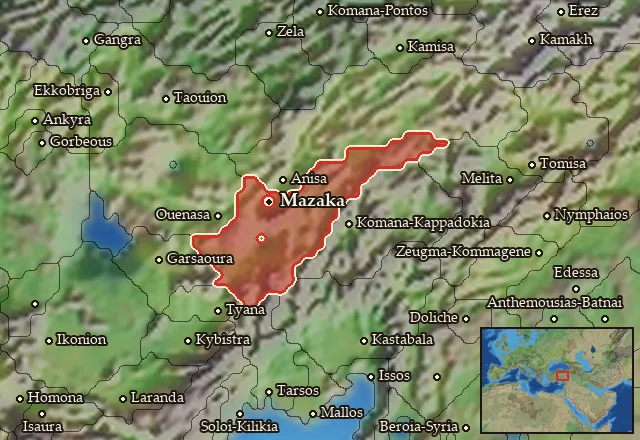 Komana-Pontos
Erez
Zela
Gangra
Kamisa
Kamakh
Ekkobriga
Taouion
Ankyra
Gorbeous
Tomisa
Anisa
Melita
Mazaka
Ouenasa
Komana-Kappadokia
Nymphaios
Zeugma-Kommagene
Garsaoura
Edessa
Anthemousias-Batnai
Tyana
Doliche
Ikonion
Kybistra
Kastabala
Issos
Tarsos
Homona
Laranda
Mallos
Isaura
Soloi-Kilikia
Beroia-Syria